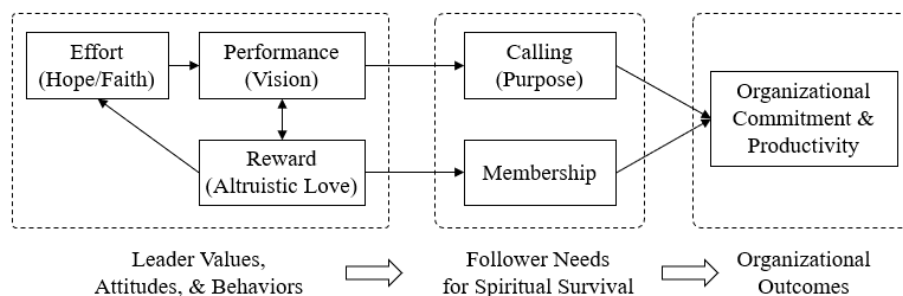 Effort
(Hope/Faith)
Performance
(Vision)
Reward
(Altruistic Love)
Calling
(Purpose)
Membership
Organizational
Commitment &
Productivity
Leader Values,
Attitudes, & Behaviors
Follower Needs
for Spiritual Survival
Organizational
Outcomes